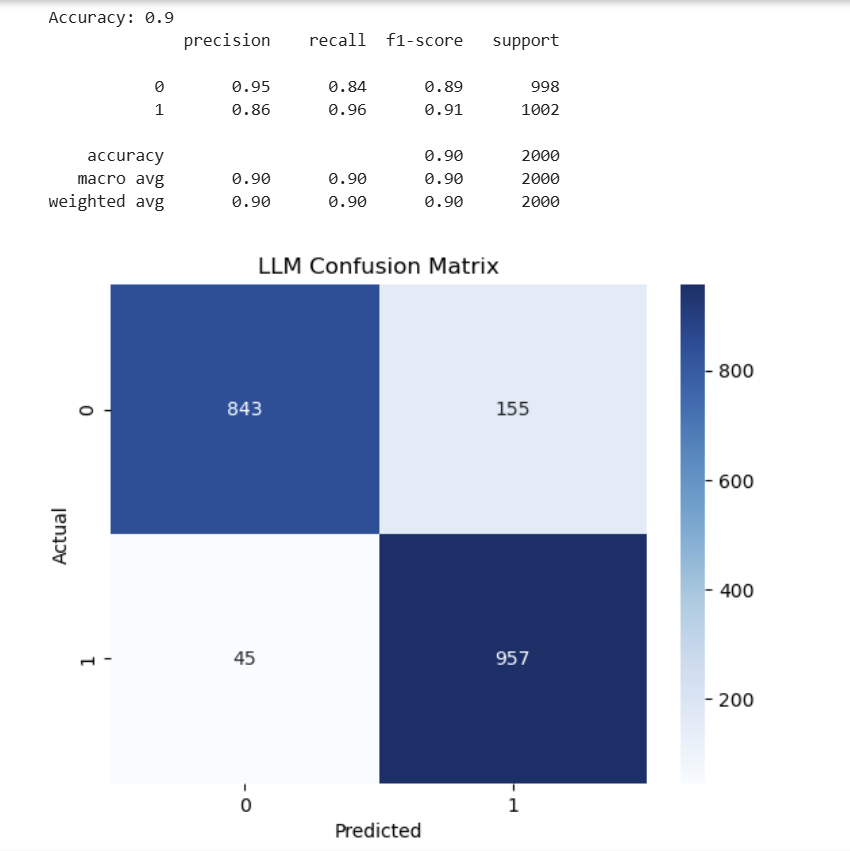 Accuracy: 0.9
precision recall f1-score support
0 0.95 0.84 0.89 998
1 0.86 0.96 0.91 1002
accuracy 0.90 2000
macro avg 0.90 0.90 0.90 2000
weighted avg 0.90 0.90 0.90 2000
LLM Confusion Matrix
843 155
45 957
0
1
Actual
0 1
Predicted
800
600
400
200